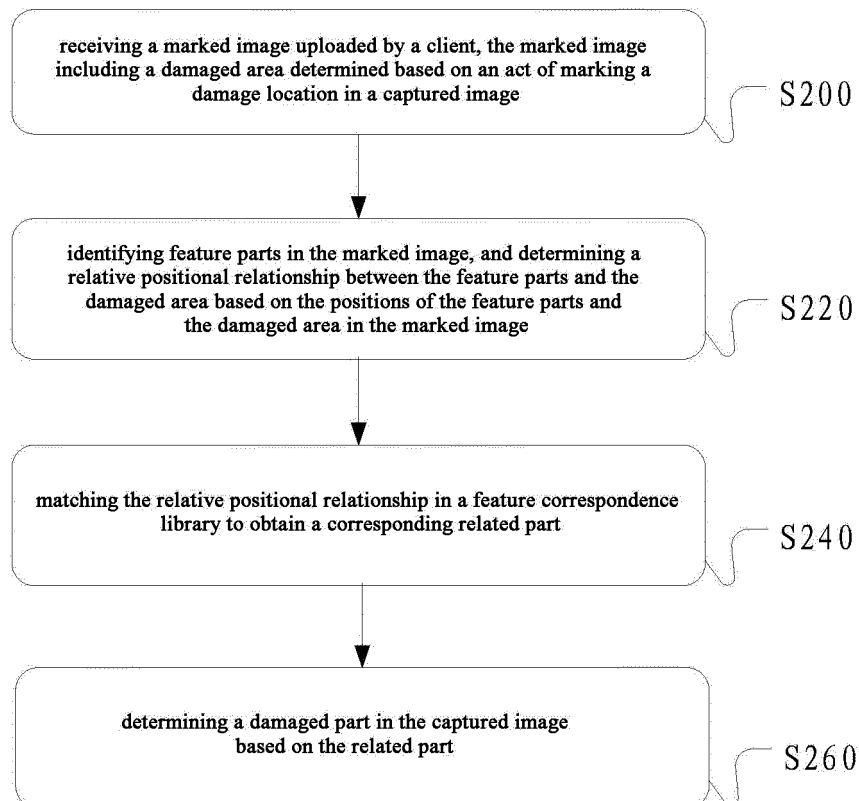 receiving a marked image uploaded by a client, the marked image
including a damaged area determined based on an act of marking a
damage location in a captured image
S200
identifying feature parts in the marked image, and determining a
relative positional relationship between the feature parts and the
damaged area based on the positions of the feature parts and
the damaged area in the marked image
S220
matching the relative positional relationship in a feature correspondence
library to obtain a corresponding related part
S240
determining a damaged part in the captured image
based on the related part
S260